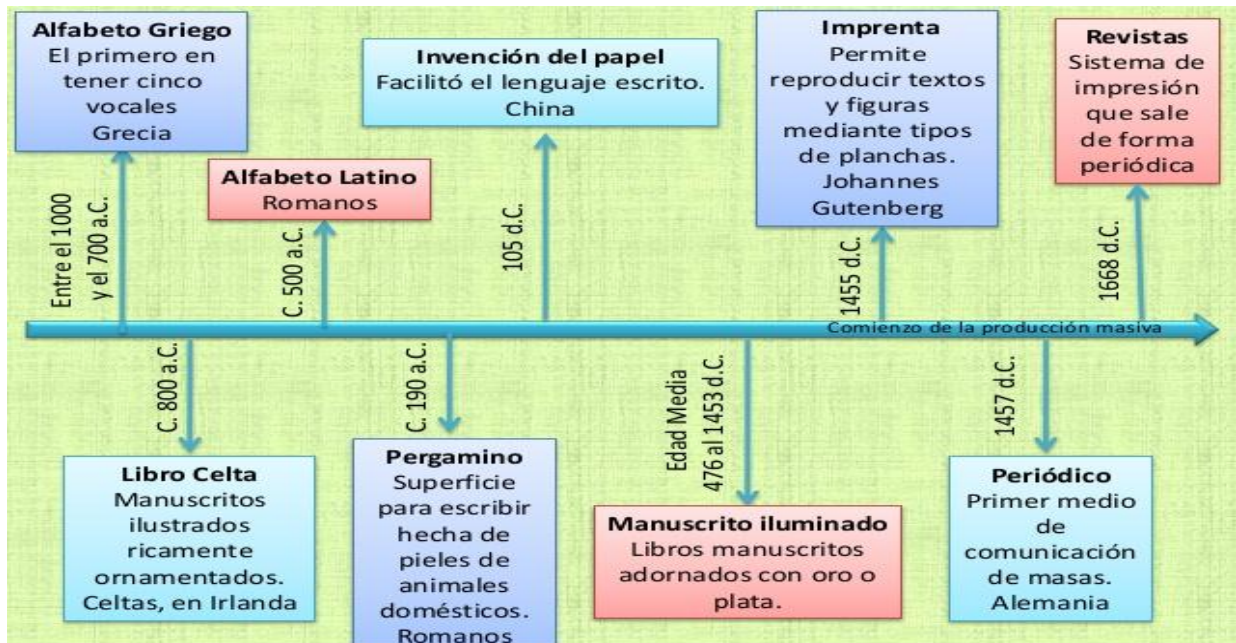 Alfabeto Griego
El primero en
tener cinco
vocales
Grecia
Entre el 1000
y el 700 a.C.
Alfabeto Latino
Romanos
C. 500 a.C.
Invención del papel
Facilitó el lenguaje escrito.
China
105 d.C.
Imprenta
Permite
reproducir textos
y figuras
mediante tipos
de planchas.
Johannes
Gutenberg
1455 d.C.
Revistas
Sistema de
impresión
que sale
de forma
periódica
1668 d.C.
Comienzo de la producción masiva
C. 800 a.C.
Libro Celta
Manuscritos
ilustrados
ricamente
ornamentados.
Celtas, en Irlanda
C. 190 a.C.
Pergamino
Superficie
para escribir
hecha de
pieles de
animales
domésticos.
Romanos
Edad Media
476 al 1453 d.C.
Manuscrito iluminado
Libros manuscritos
adornados con oro o
plata.
1457 d.C.
Periódico
Primer medio
de
comunicación
de masas.
Alemania